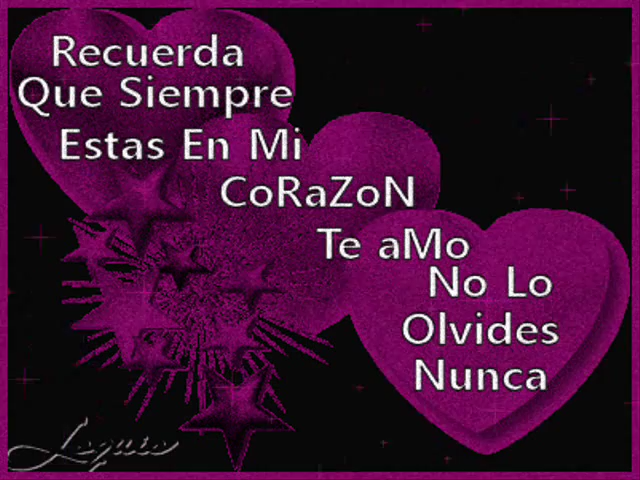 Recuerda
Que Siempre
Estas En Mi
CoRaZoN
Te aMo
No Lo
Olvides
Nunca